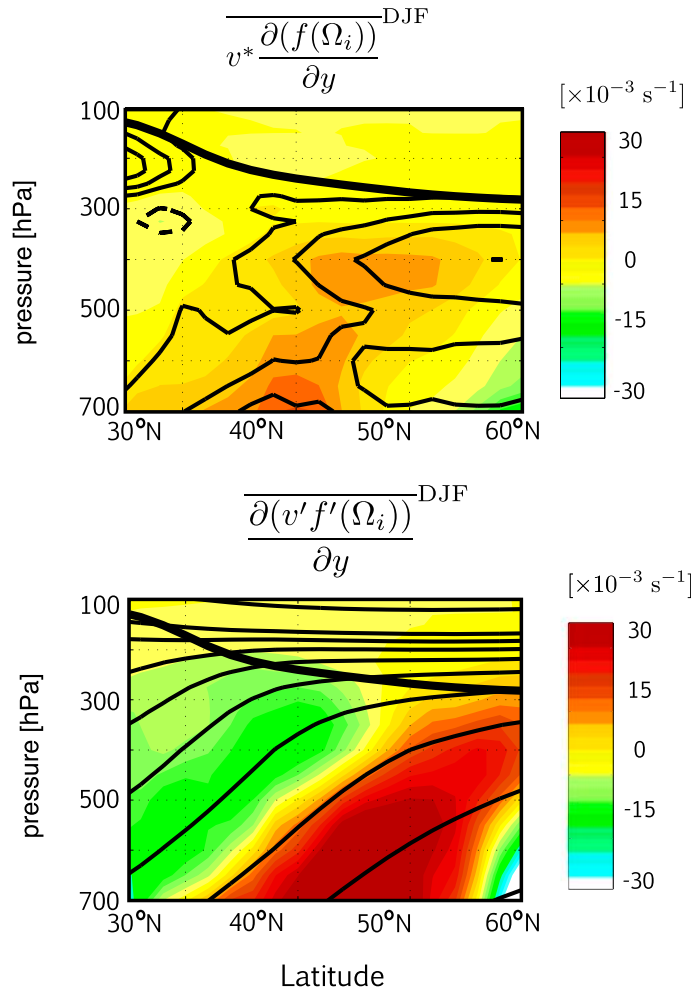 v* ∂(f(Ωᵢ))/∂y DJF
[×10⁻³ s⁻¹]
pressure [hPa]
100
300
500
700
30°N 40°N 50°N 60°N
30
15
0
-15
-30
∂(v′f′(Ωᵢ))/∂y DJF
[×10⁻³ s⁻¹]
pressure [hPa]
100
300
500
700
30°N 40°N 50°N 60°N
30
15
0
-15
-30
Latitude